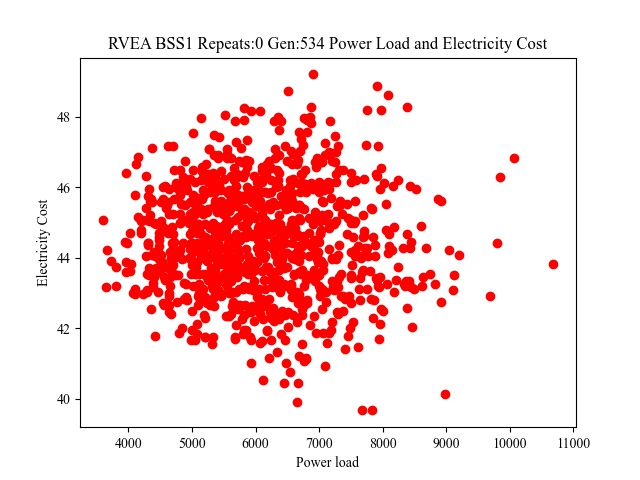 RVEA BSS1 Repeats:0 Gen:534 Power Load and Electricity Cost
Electricity Cost
48
46
44
42
40
4000 5000 6000 7000 8000 9000 10000 11000
Power load